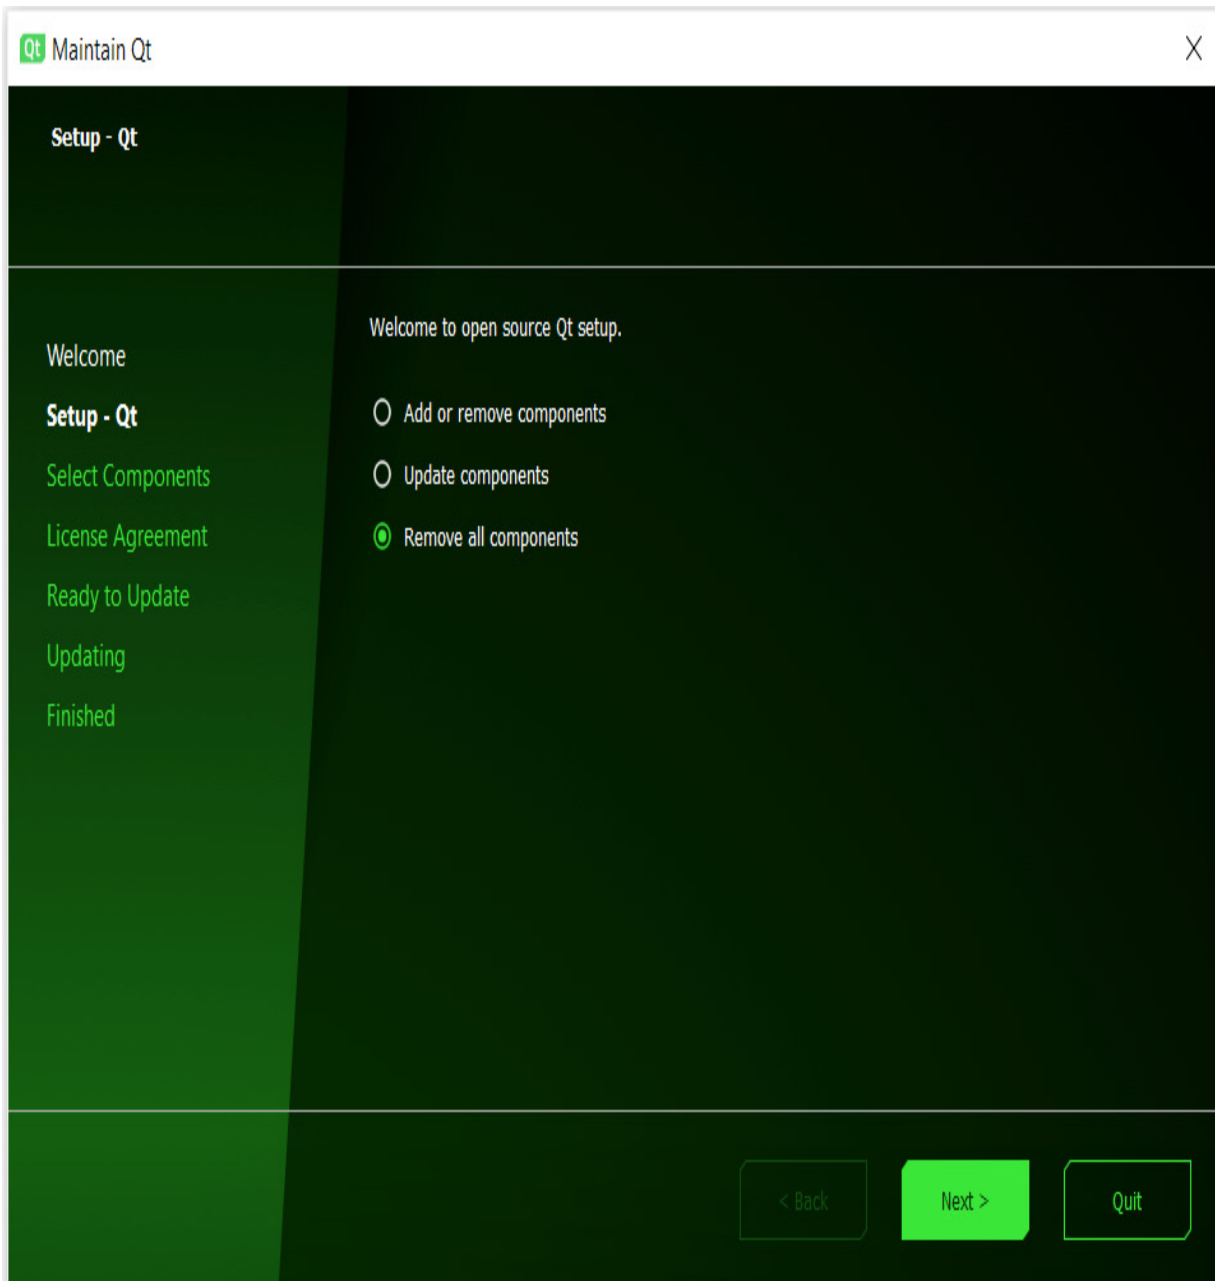 Qt Maintain Qt X
Setup - Qt
Welcome
Setup - Qt
Select Components
License Agreement
Ready to Update
Updating
Finished
Welcome to open source Qt setup.
Add or remove components
Update components
Remove all components
< Back
Next >
Quit